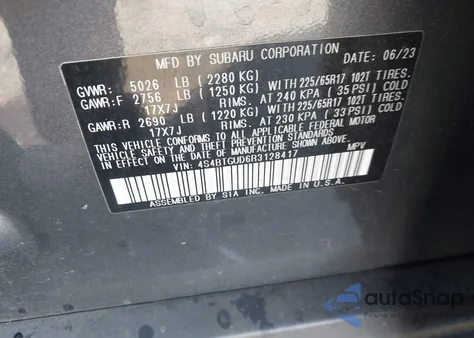 MFD BY SUBARU CORPORATION DATE: 06/23
GVWR: 5026 LB (2280 KG)
GAWR:F 2756 LB (1250 KG) WITH 225/65R17 102T TIRES.
17X7J RIMS. AT 240 KPA (35 PSI) COLD
GAWR:R 2690 LB (1220 KG) WITH 225/65R17 102T TIRES.
17X7J RIMS. AT 230 KPA (33 PSI) COLD
THIS VEHICLE CONFORMS TO ALL APPLICABLE FEDERAL MOTOR
VEHICLE SAFETY AND THEFT PREVENTION STANDARDS
IN EFFECT ON THE DATE OF MANUFACTURE SHOWN ABOVE.
VIN: 4S4BTGUD6R3128417 MPV
ASSEMBLED BY SIA INC. MADE IN U.S.A.
autoSnap